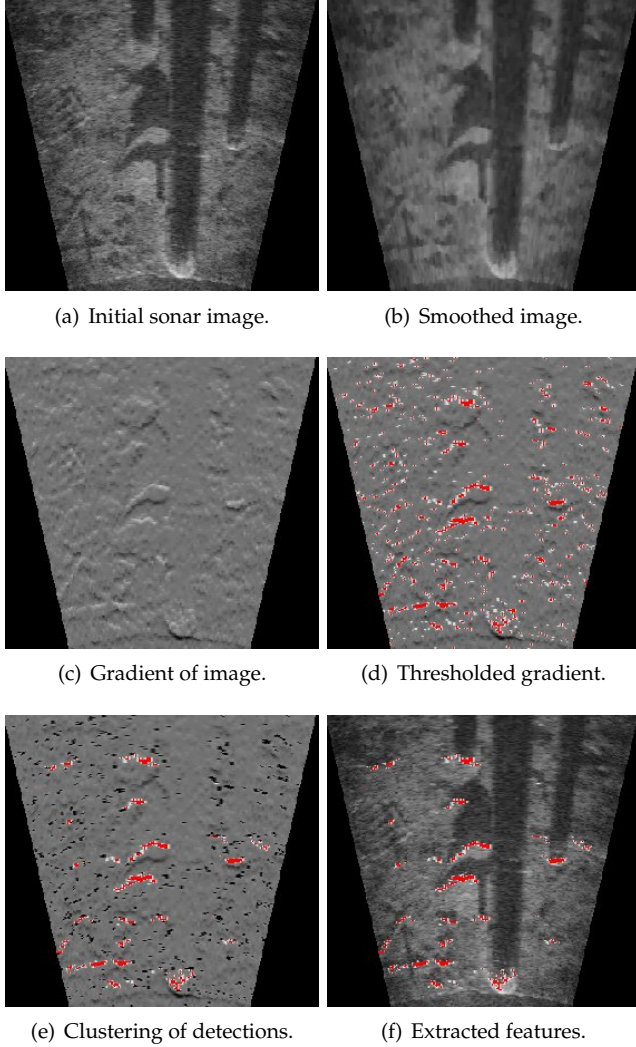 (a) Initial sonar image.
(b) Smoothed image.
(c) Gradient of image.
(d) Thresholded gradient.
(e) Clustering of detections.
(f) Extracted features.